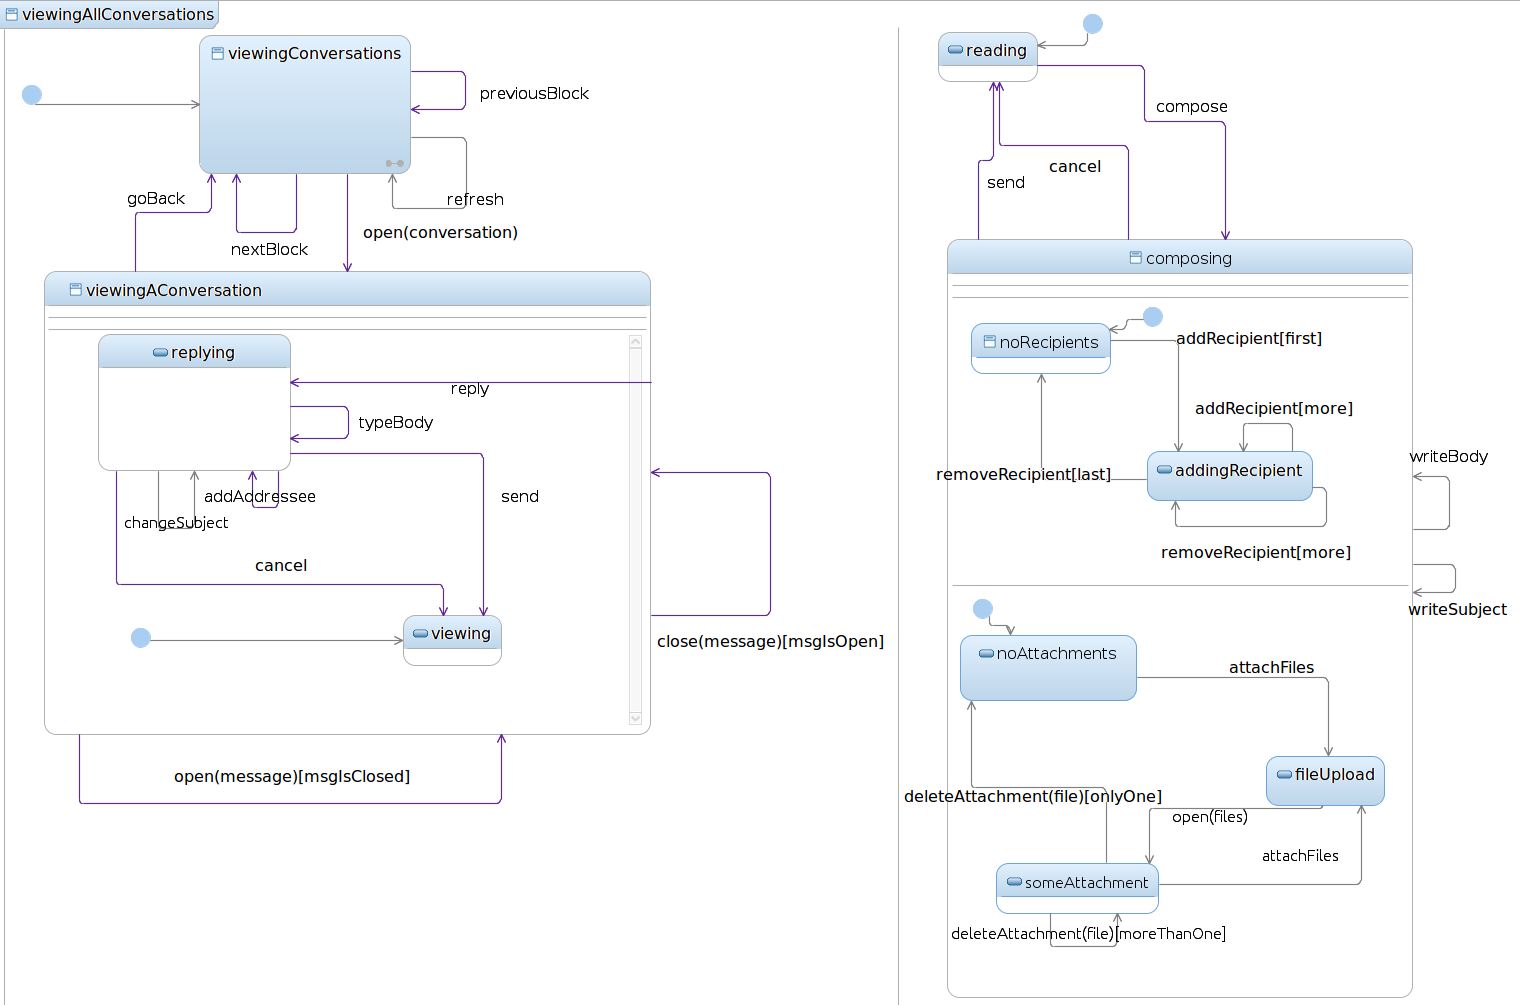 viewingAllConversations
viewingConversations
previousBlock
refresh
goBack
nextBlock
open(conversation)
viewingAConversation
replying
reply
typeBody
addAddressee
changeSubject
send
cancel
viewing
close(message)[msgIsOpen]
open(message)[msgIsClosed]
reading
compose
cancel
send
composing
noRecipients
addRecipient[first]
addRecipient[more]
removeRecipient[last]
addingRecipient
removeRecipient[more]
writeBody
writeSubject
noAttachments
attachFiles
fileUpload
deleteAttachment(file)[onlyOne]
open(files)
attachFiles
someAttachment
deleteAttachment(file)[moreThanOne]